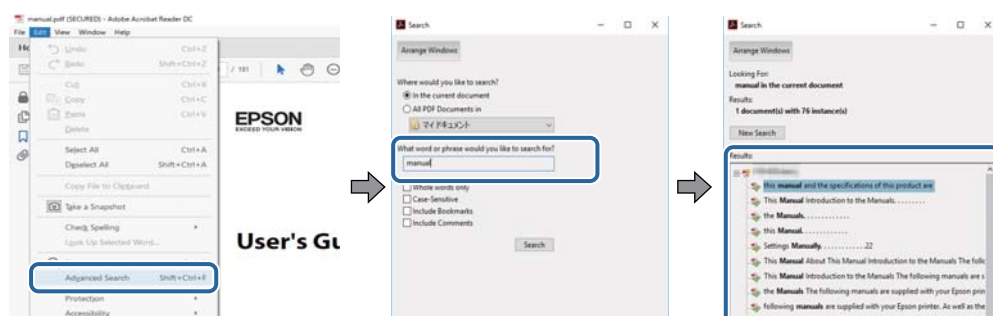 manual.pdf (SECURED) - Adobe Acrobat Reader DC
File Edit View Window Help
Undo Ctrl+Z
Redo Shift+Ctrl+Z
Cut Ctrl+X
Copy Ctrl+C
Paste Ctrl+V
Delete
Select All Ctrl+A
Deselect All Shift+Ctrl+A
Copy File to Clipboard
Take a Snapshot
Check Spelling
Look Up Selected Word...
Advanced Search Shift+Ctrl+F
Protection
Accessibility
/ 181
EPSON
EXCEED YOUR VISION
User's Gu
Search
Arrange Windows
Where would you like to search?
In the current document
All PDF Documents in
マイ ドキュメント
What word or phrase would you like to search for?
manual
Whole words only
Case-Sensitive
Include Bookmarks
Include Comments
Search
Search
Arrange Windows
Looking For:
manual in the current document
Results:
1 document(s) with 76 instance(s)
New Search
Results:
this manual and the specifications of this product are
This Manual Introduction to the Manuals. . . . . . . . .
the Manuals. . . . . . . . . . . . .
this Manual. . . . . . . . . . . . .
Settings Manually. . . . . . . . . . . . .22
This Manual About This Manual Introduction to the Manuals The follo
This Manual Introduction to the Manuals The following manuals are s
the Manuals The following manuals are supplied with your Epson prin
following manuals are supplied with your Epson printer. As well as the